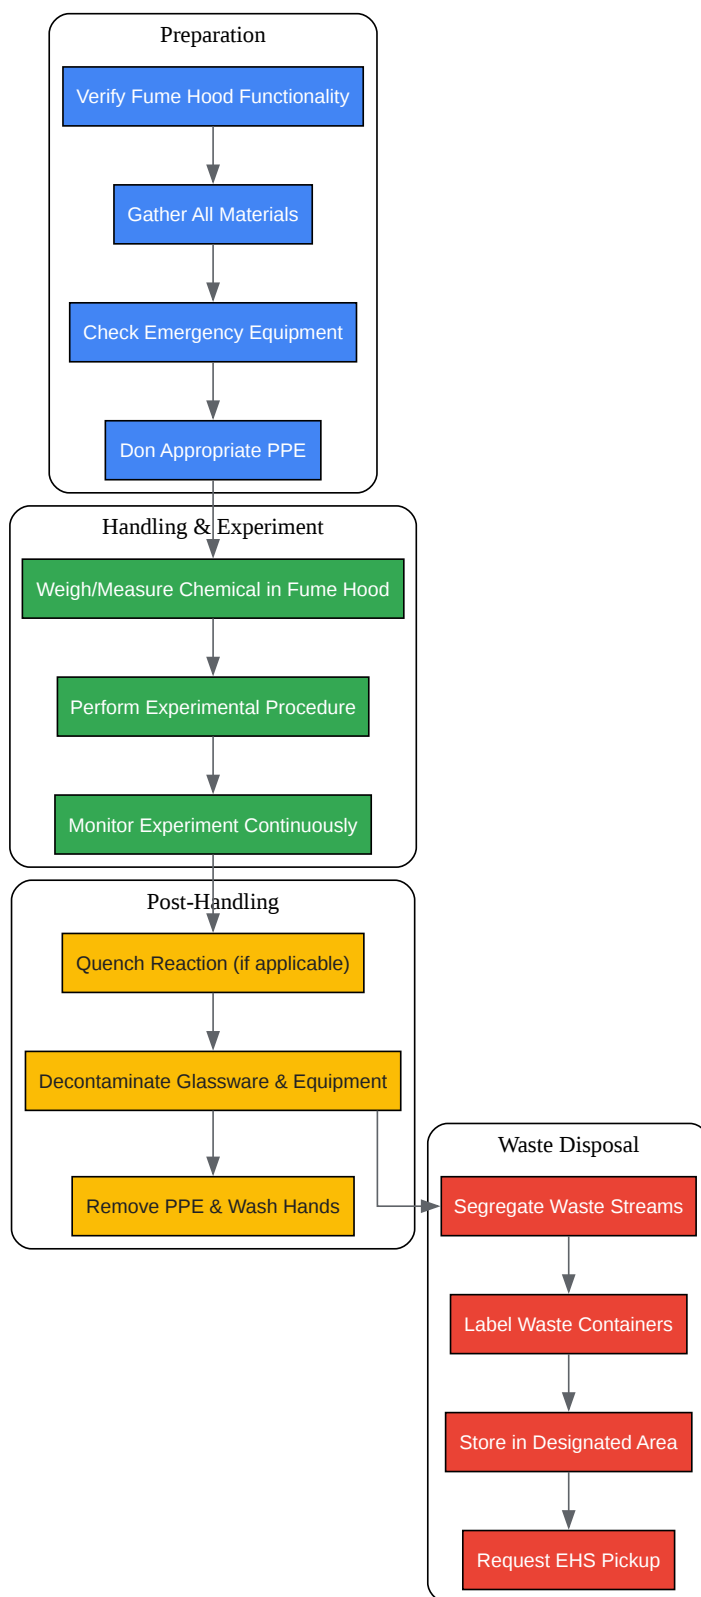 Preparation
Verify Fume Hood Functionality
Gather All Materials
Check Emergency Equipment
Don Appropriate PPE
Handling & Experiment
Weigh/Measure Chemical in Fume Hood
Perform Experimental Procedure
Monitor Experiment Continuously
Post-Handling
Quench Reaction (if applicable)
Decontaminate Glassware & Equipment
Remove PPE & Wash Hands
Waste Disposal
Segregate Waste Streams
Label Waste Containers
Store in Designated Area
Request EHS Pickup